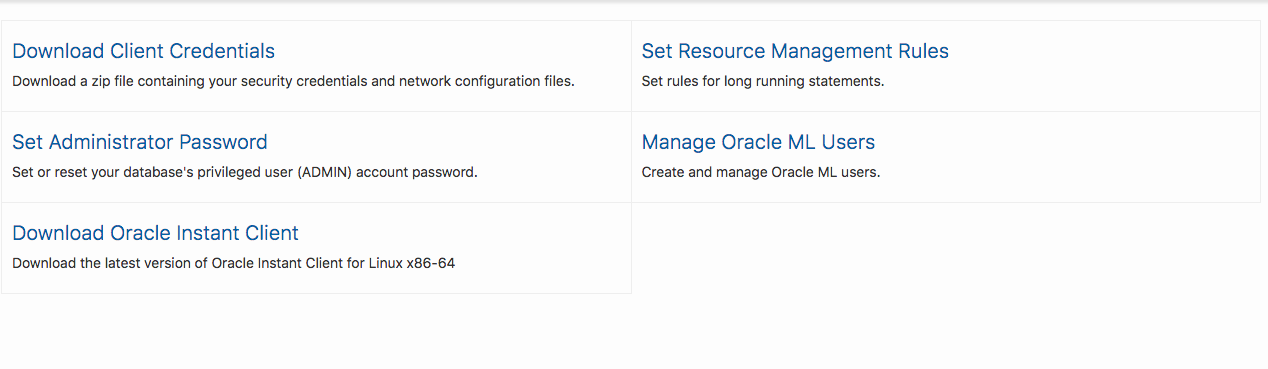 Download Client Credentials
Download a zip file containing your security credentials and network configuration files.
Set Resource Management Rules
Set rules for long running statements.
Set Administrator Password
Set or reset your database's privileged user (ADMIN) account password.
Manage Oracle ML Users
Create and manage Oracle ML users.
Download Oracle Instant Client
Download the latest version of Oracle Instant Client for Linux x86-64